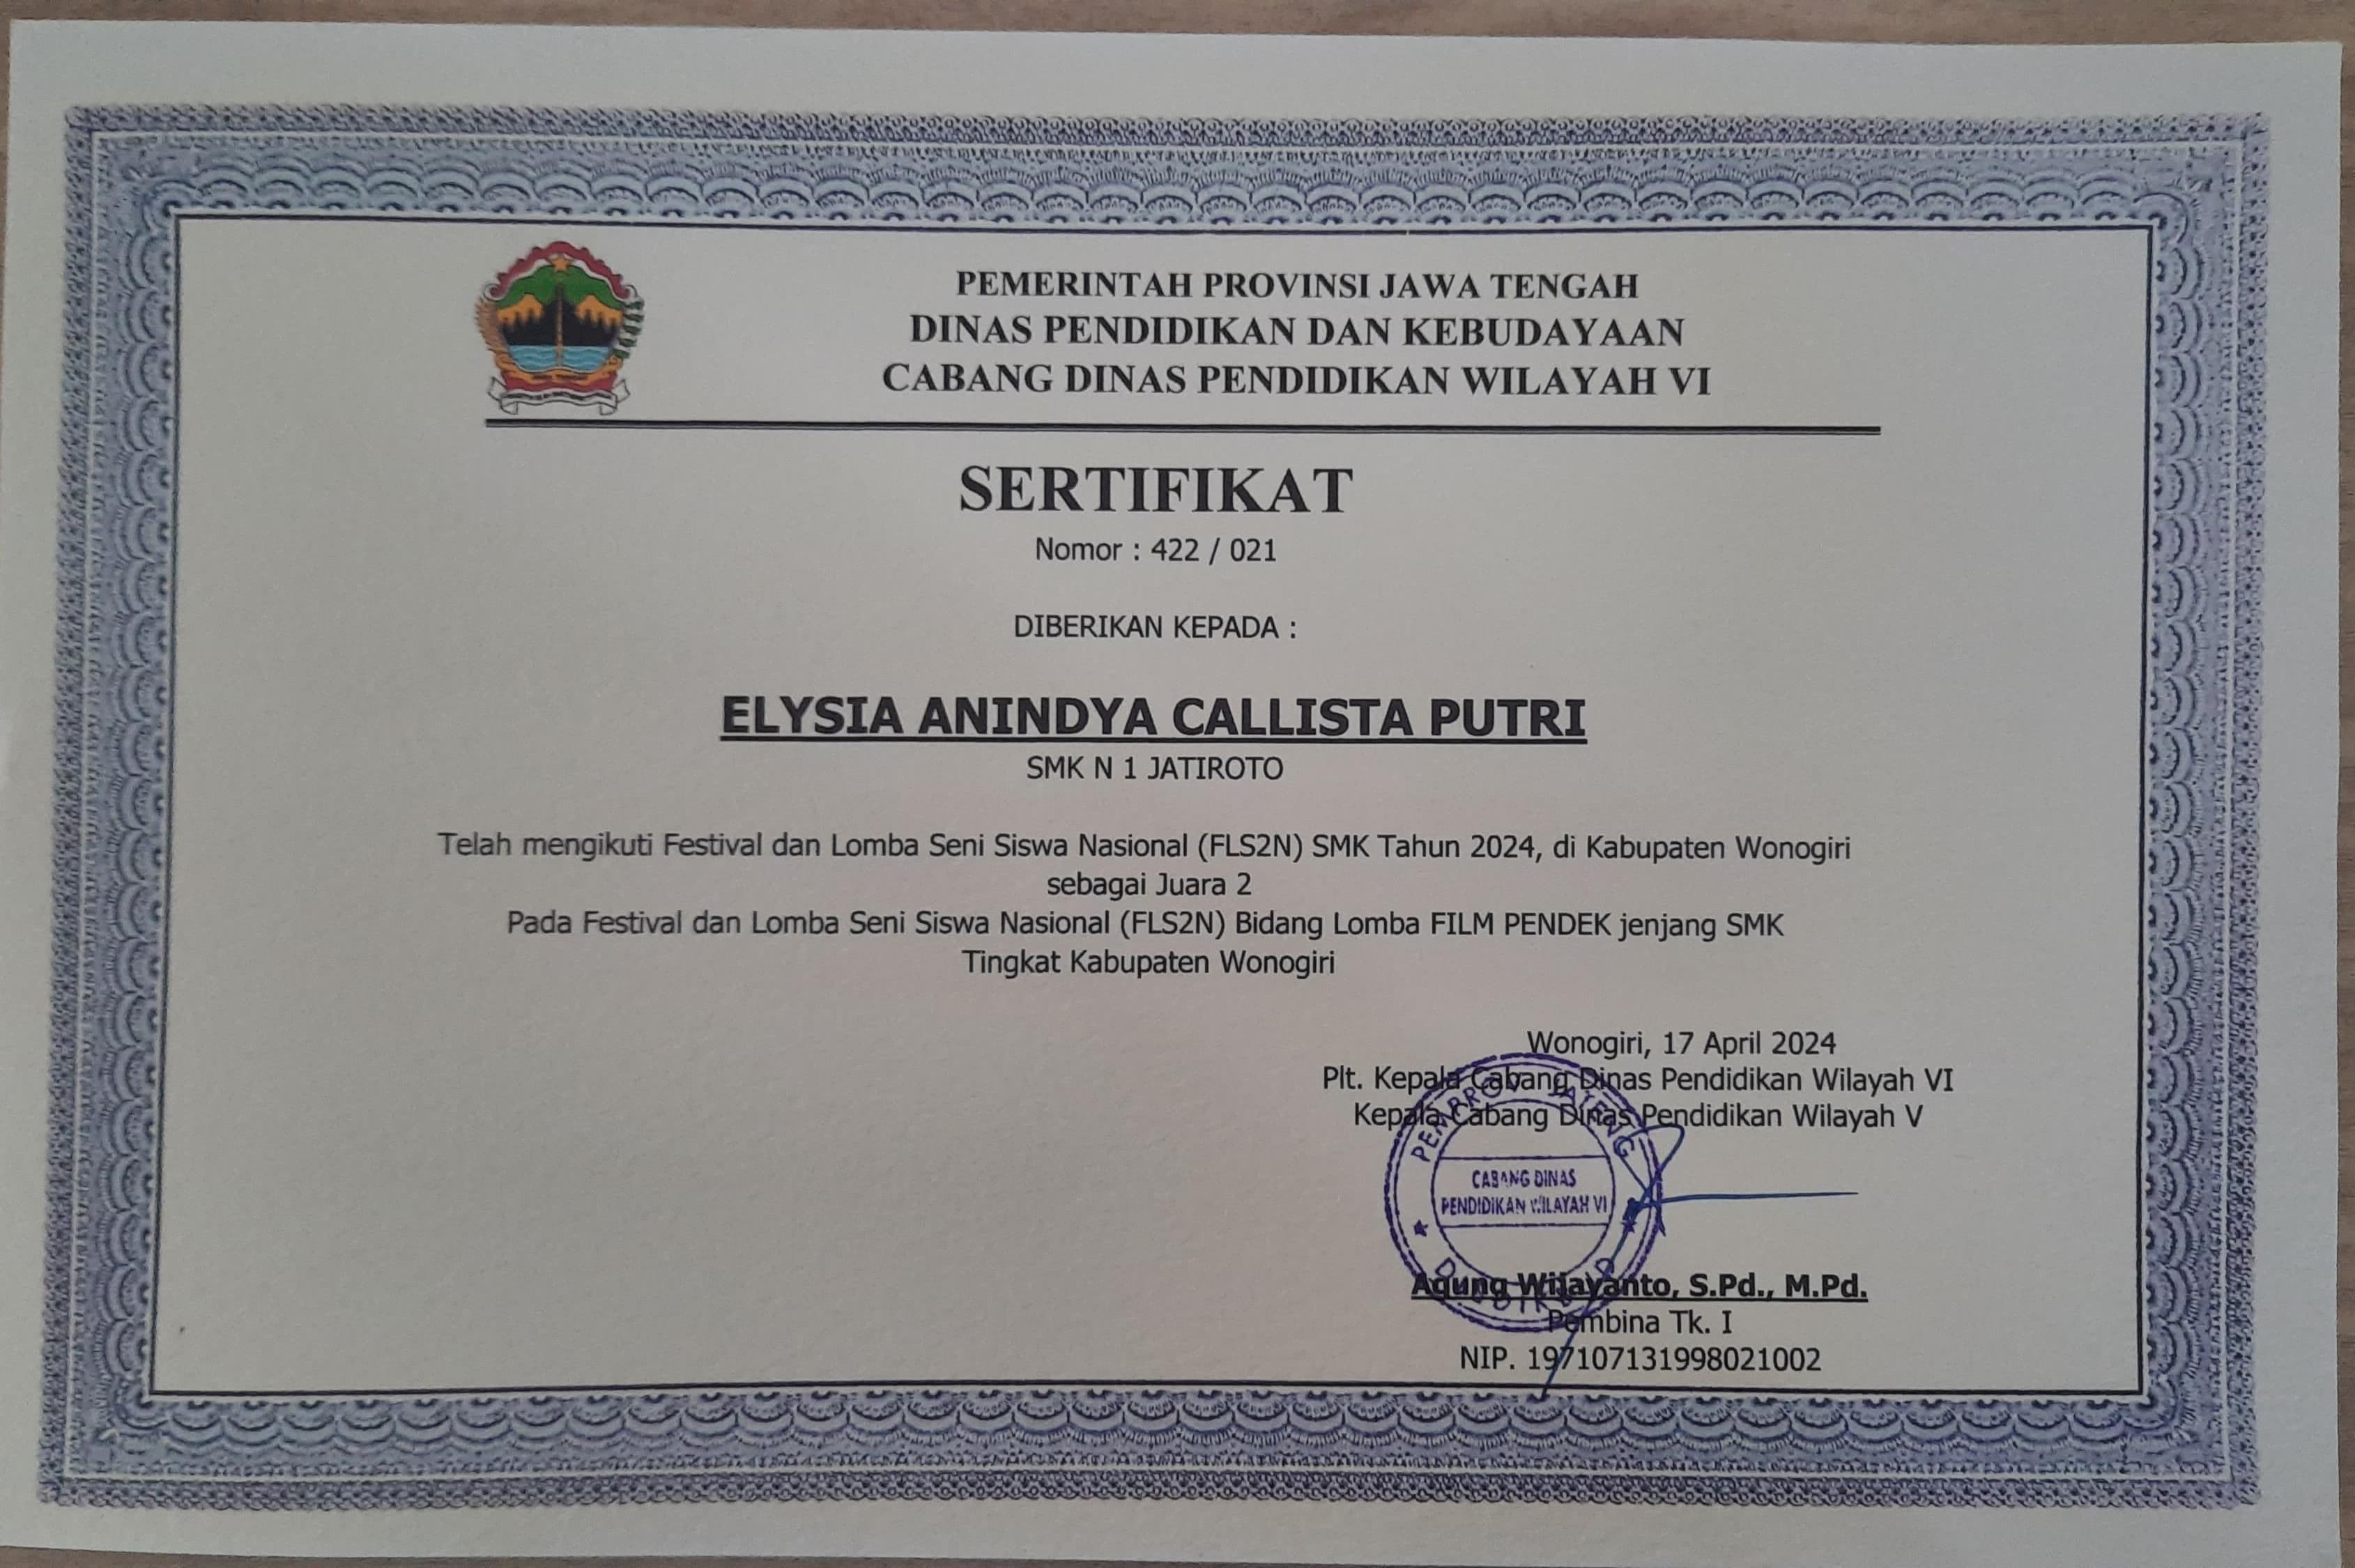 PEMERINTAH PROVINSI JAWA TENGAH
DINAS PENDIDIKAN DAN KEBUDAYAAN
CABANG DINAS PENDIDIKAN WILAYAH VI
SERTIFIKAT
Nomor : 422 / 021
DIBERIKAN KEPADA :
ELYSIA ANINDYA CALLISTA PUTRI
SMK N 1 JATIROTO
Telah mengikuti Festival dan Lomba Seni Siswa Nasional (FLS2N) SMK Tahun 2024, di Kabupaten Wonogiri
sebagai Juara 2
Pada Festival dan Lomba Seni Siswa Nasional (FLS2N) Bidang Lomba FILM PENDEK jenjang SMK
Tingkat Kabupaten Wonogiri
Wonogiri, 17 April 2024
Plt. Kepala Cabang Dinas Pendidikan Wilayah VI
Kepala Cabang Dinas Pendidikan Wilayah V
PEMPROV JATENG
CABANG DINAS
PENDIDIKAN WILAYAH VI
Agung Wijayanto, S.Pd., M.Pd.
Pembina Tk. I
NIP. 197107131998021002